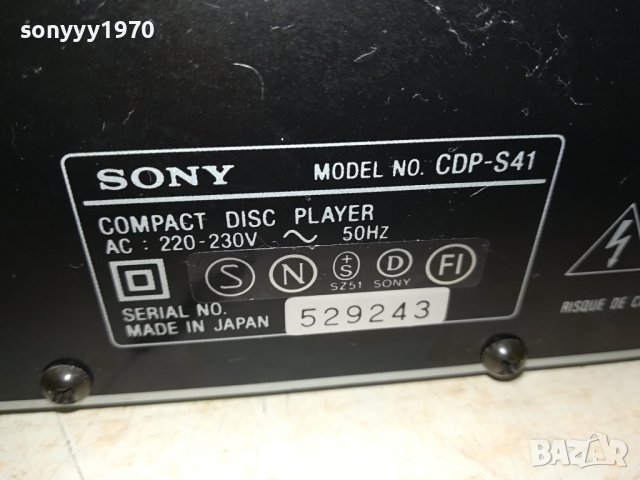 sonyyy1970
SONY MODEL NO. CDP-S41
COMPACT DISC PLAYER
AC : 220-230V ~ 50HZ
S N +S D FI
SZ51 SONY
SERIAL NO. 529243
MADE IN JAPAN
RISQUE DE
BAZAR